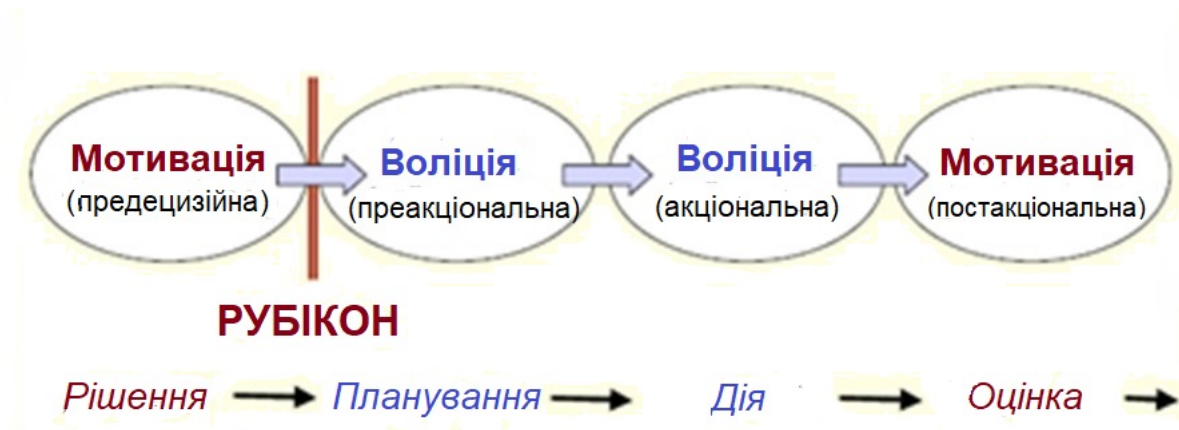 Мотивація
(предецизійна)
Воліція
(преакціональна)
Воліція
(акціональна)
Мотивація
(постакціональна)
РУБІКОН
Рішення
Планування
Дія
Оцінка